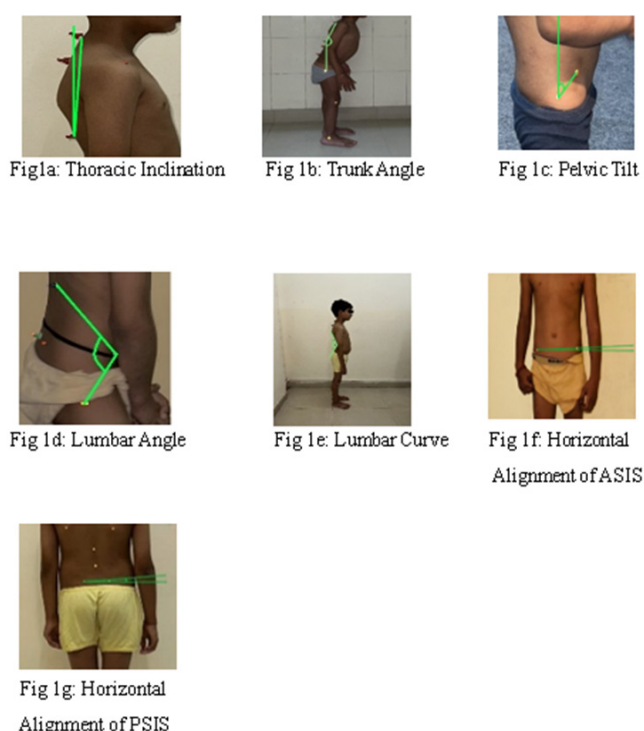 Fig1a: Thoracic Inclination
Fig 1b: Trunk Angle
Fig 1c: Pelvic Tilt
Fig 1d: Lumbar Angle
Fig 1e: Lumbar Curve
Fig 1f: Horizontal
Alignment of ASIS
Fig 1g: Horizontal
Alignment of PSIS